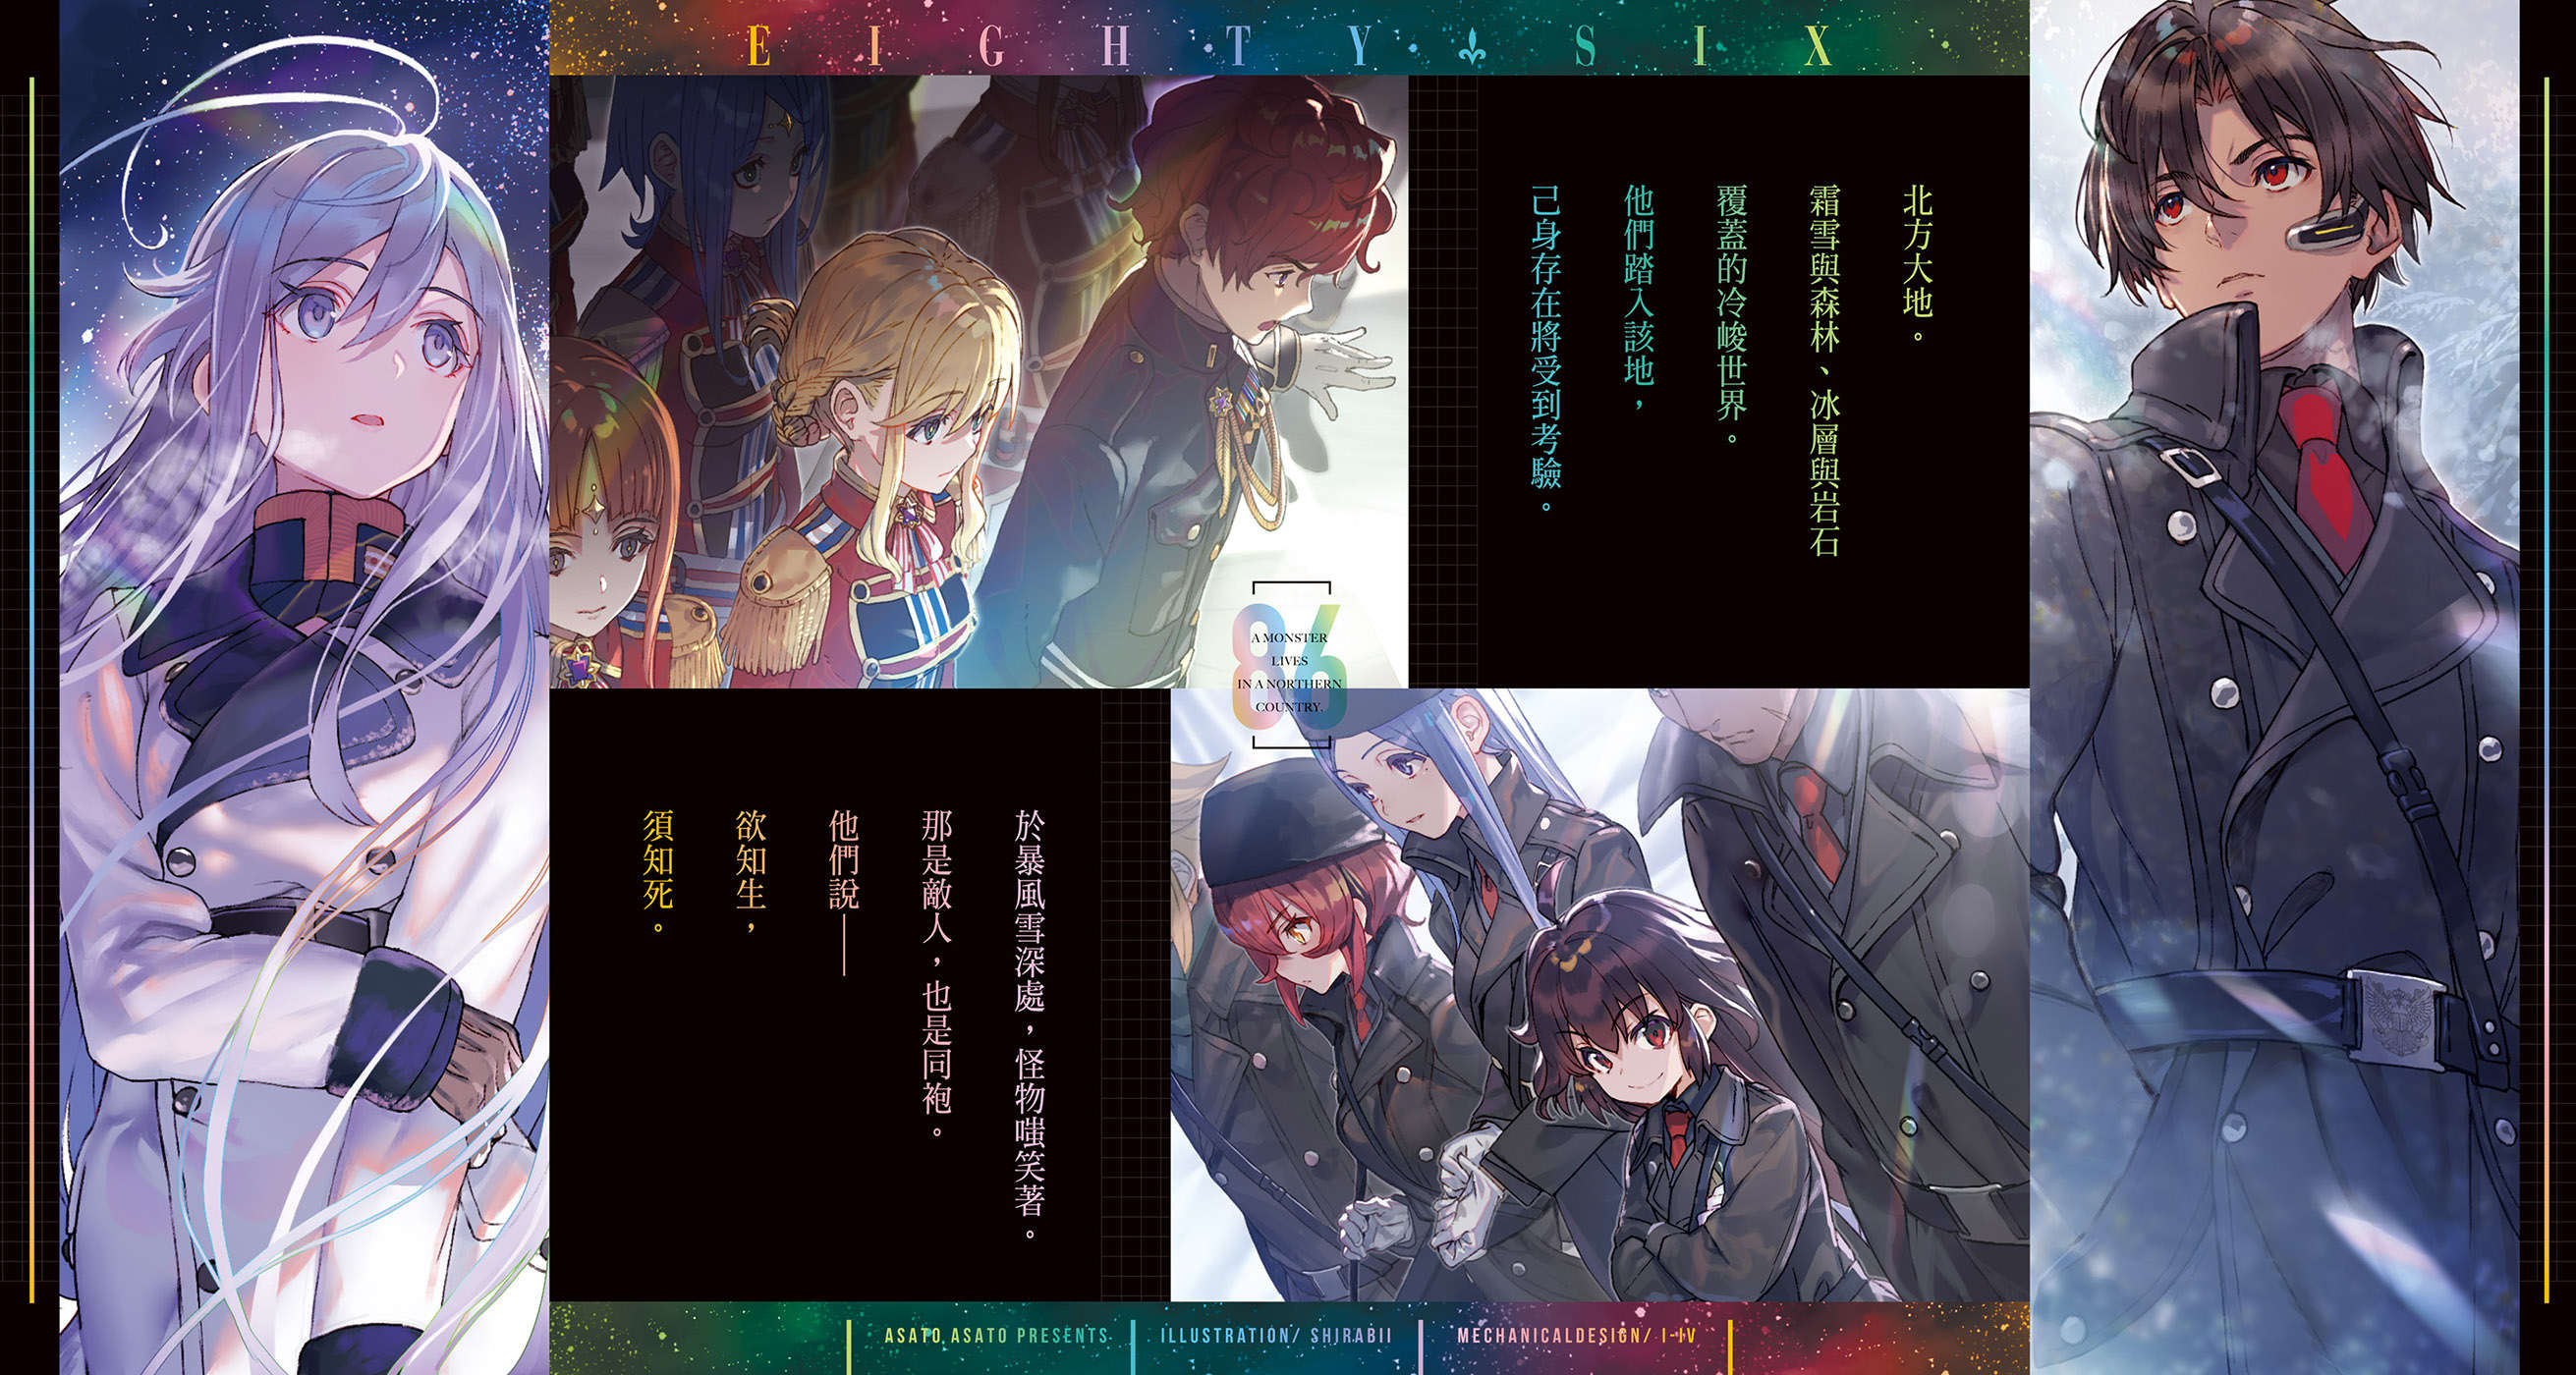 EIGHTY SIX
北方大地。
霜雪與森林、冰層與岩石
覆蓋的冷峻世界。
他們踏入該地，
己身存在將受到考驗。
86
A MONSTER
LIVES
IN A NORTHERN
COUNTRY.
於暴風雪深處，怪物嗤笑著。
那是敵人，也是同袍。
他們說——
欲知生，
須知死。
ASATO ASATO PRESENTS
ILLUSTRATION/ SHIRABII
MECHANICALDESIGN/ I-IV